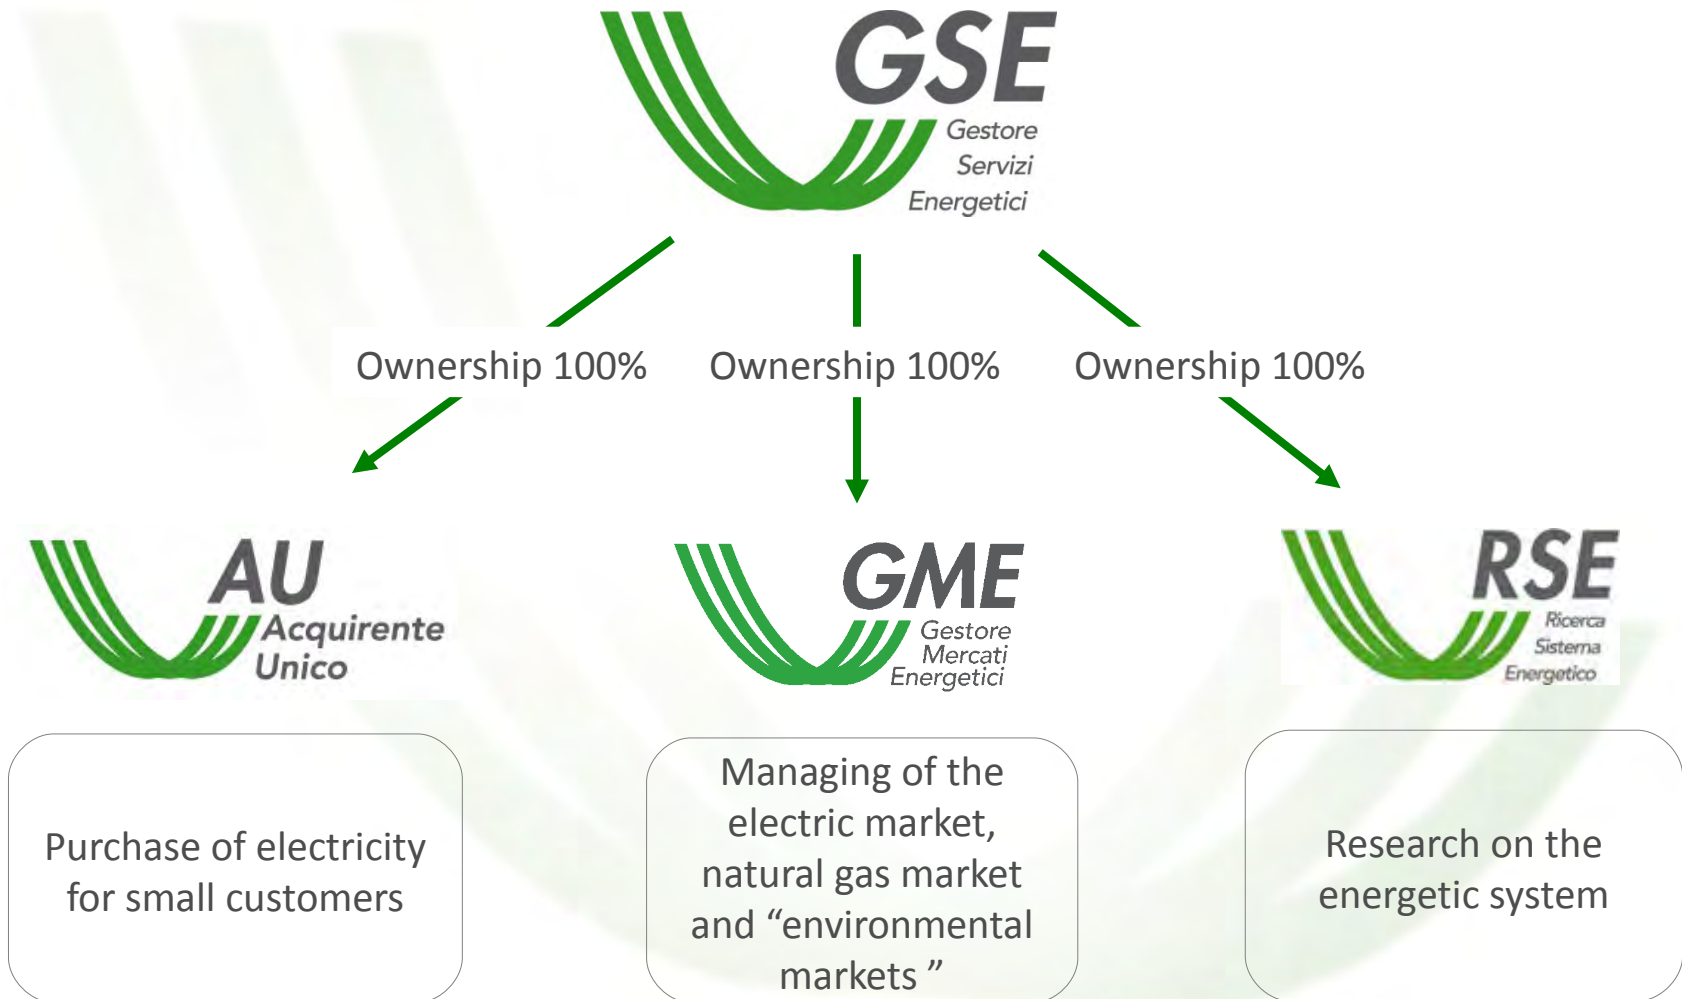 GSE
Gestore
Servizi
Energetici
Ownership 100%
Ownership 100%
Ownership 100%
AU
Acquirente
Unico
GME
Gestore
Mercati
Energetici
RSE
Ricerca
Sistema
Energetico
Purchase of electricity
for small customers
Managing of the
electric market,
natural gas market
and “environmental
markets ”
Research on the
energetic system